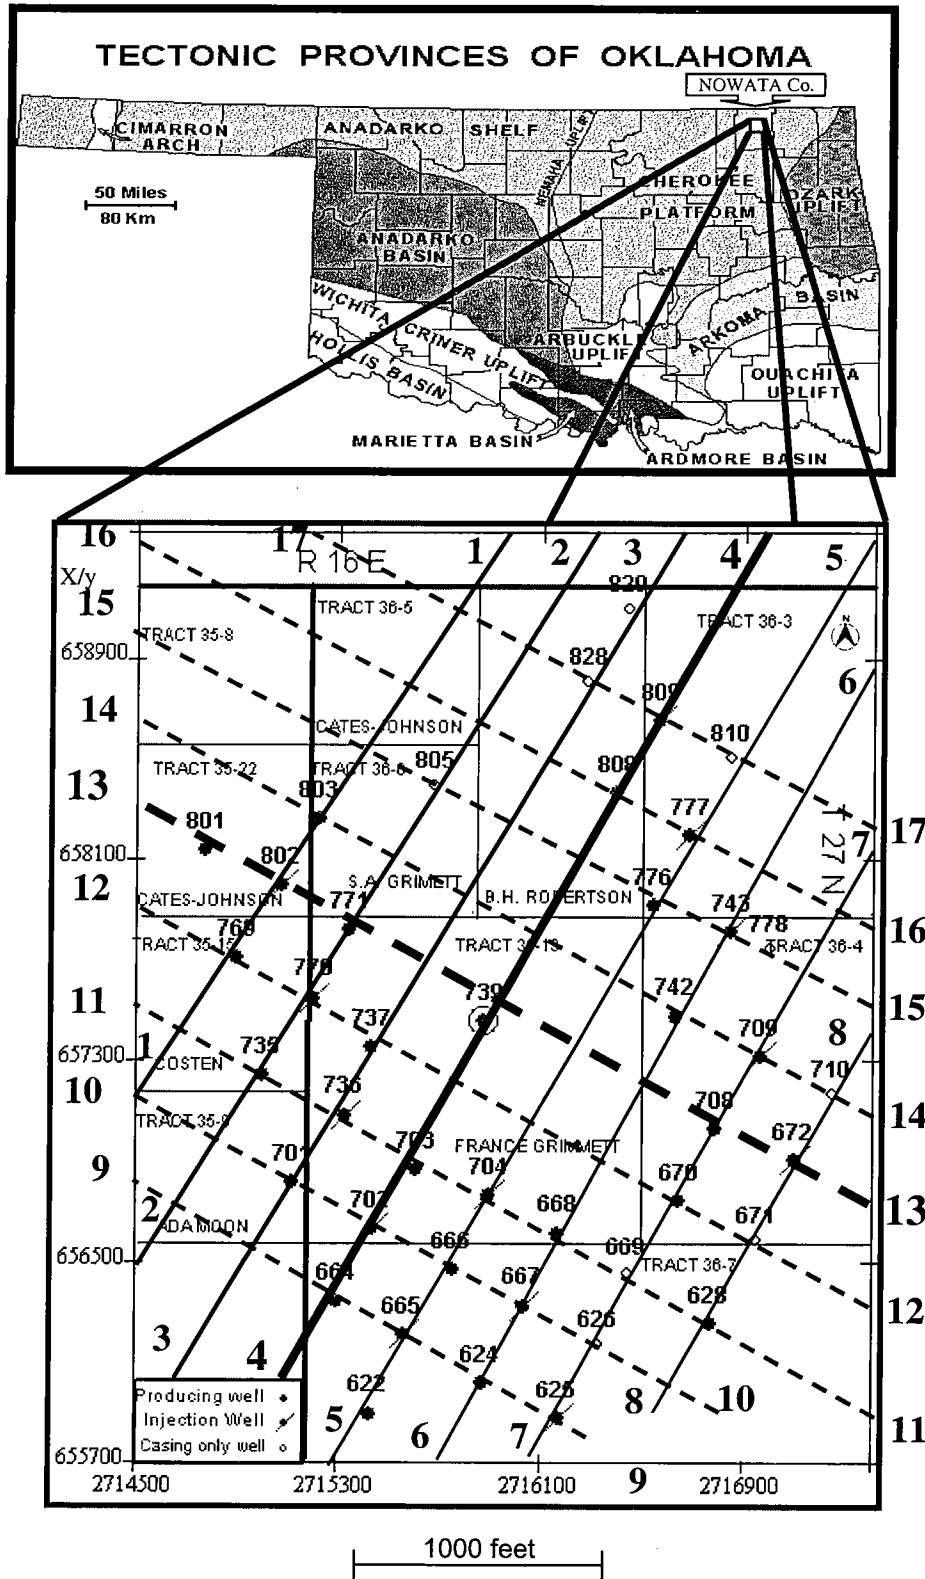 TECTONIC PROVINCES OF OKLAHOMA
NOWATA Co.
CIMARRON
ARCH
ANADARKO SHELF
NEMAHA UPLIFT
CHEROKEE
PLATFORM
OZARK
UPLIFT
50 Miles
80 Km
ANADARKO
BASIN
WICHITA CRINER UPLIFT
HOLLIS BASIN
ARBUCKLE
UPLIFT
ARKOMA BASIN
OUACHITA
UPLIFT
MARIETTA BASIN
ARDMORE BASIN
16
17
R 16 E
1
2
3
4
5
X/y
15
TRACT 36-5
820
TRACT 36-3
N
TRACT 35-8
658900
828
809
6
14
CATES-JOHNSON
805
810
TRACT 35-22
TRACT 36-6
808
13
803
777
801
17
T 27 N
7
658100
802
12
S.A. GRIMETT
CATES-JOHNSON
771
B.H. ROBERTSON
776
743
778
16
769
TRACT 35-15
TRACT 36-13
TRACT 36-4
770
739
742
15
11
737
709
8
657300
1
COSTEN
735
710
10
736
708
14
TRACT 35-9
703
FRANCE GRIMMETT
672
9
701
704
670
13
2
ADA MOON
702
668
671
656500
666
669
TRACT 36-7
664
667
628
12
665
626
3
4
624
Producing well
622
625
8
10
Injection Well
5
6
7
11
Casing only well
655700
9
2714500
2715300
2716100
2716900
1000 feet